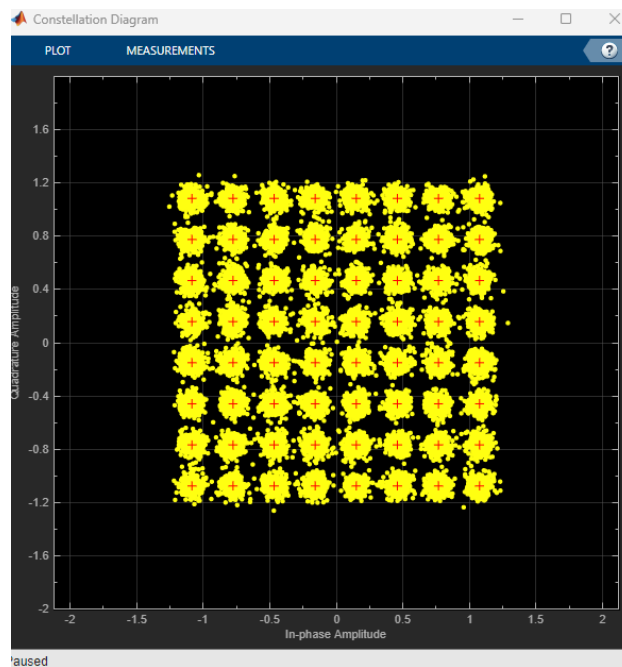 Constellation Diagram
PLOT MEASUREMENTS ?
1.6
1.2
0.8
0.4
0
-0.4
-0.8
-1.2
-1.6
-2
Quadrature Amplitude
-2 -1.5 -1 -0.5 0 0.5 1 1.5 2
In-phase Amplitude
Paused